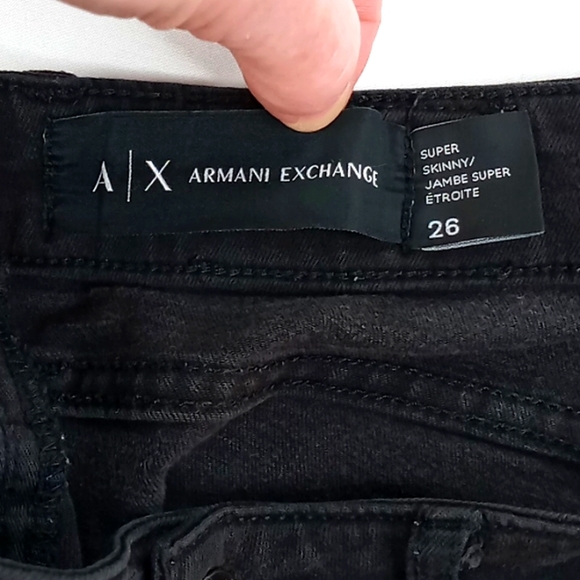 A|X ARMANI EXCHANGE
SUPER
SKINNY/
JAMBE SUPER
ÉTROITE
26